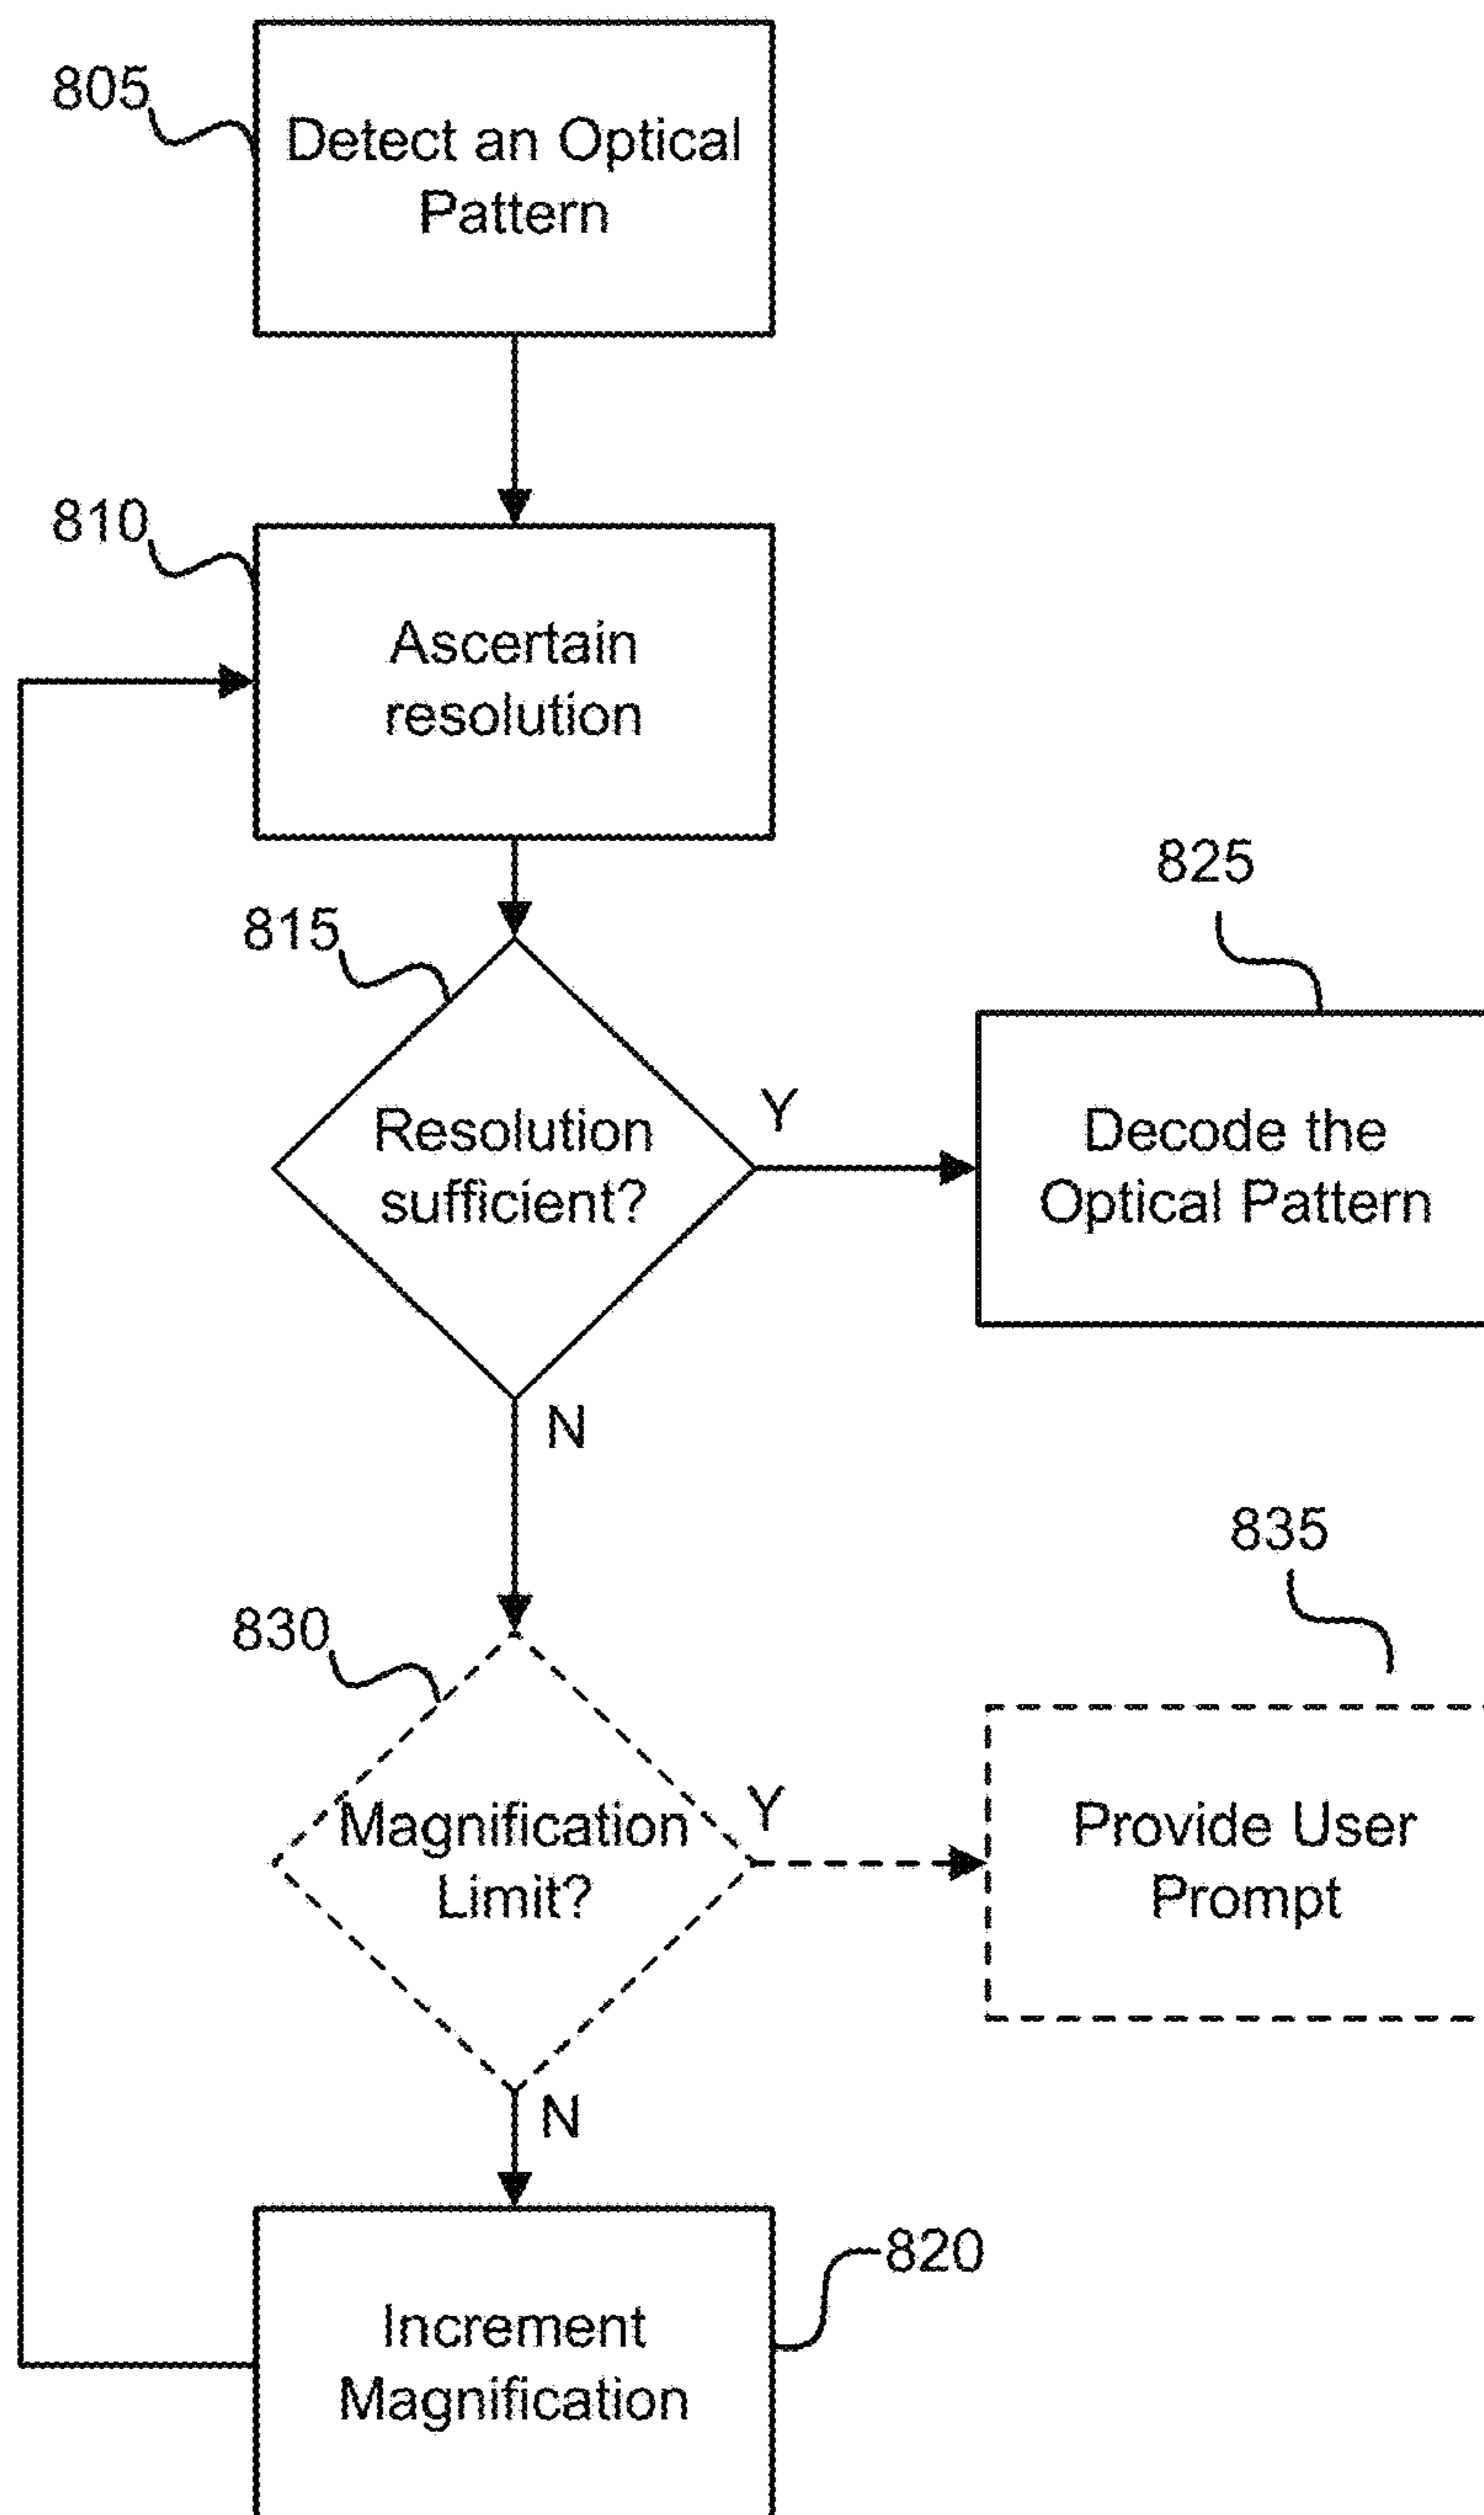 805
Detect an Optical
Pattern
810
Ascertain
resolution
815
Resolution
sufficient?
Y
825
Decode the
Optical Pattern
N
830
Magnification
Limit?
Y
835
Provide User
Prompt
N
820
Increment
Magnification